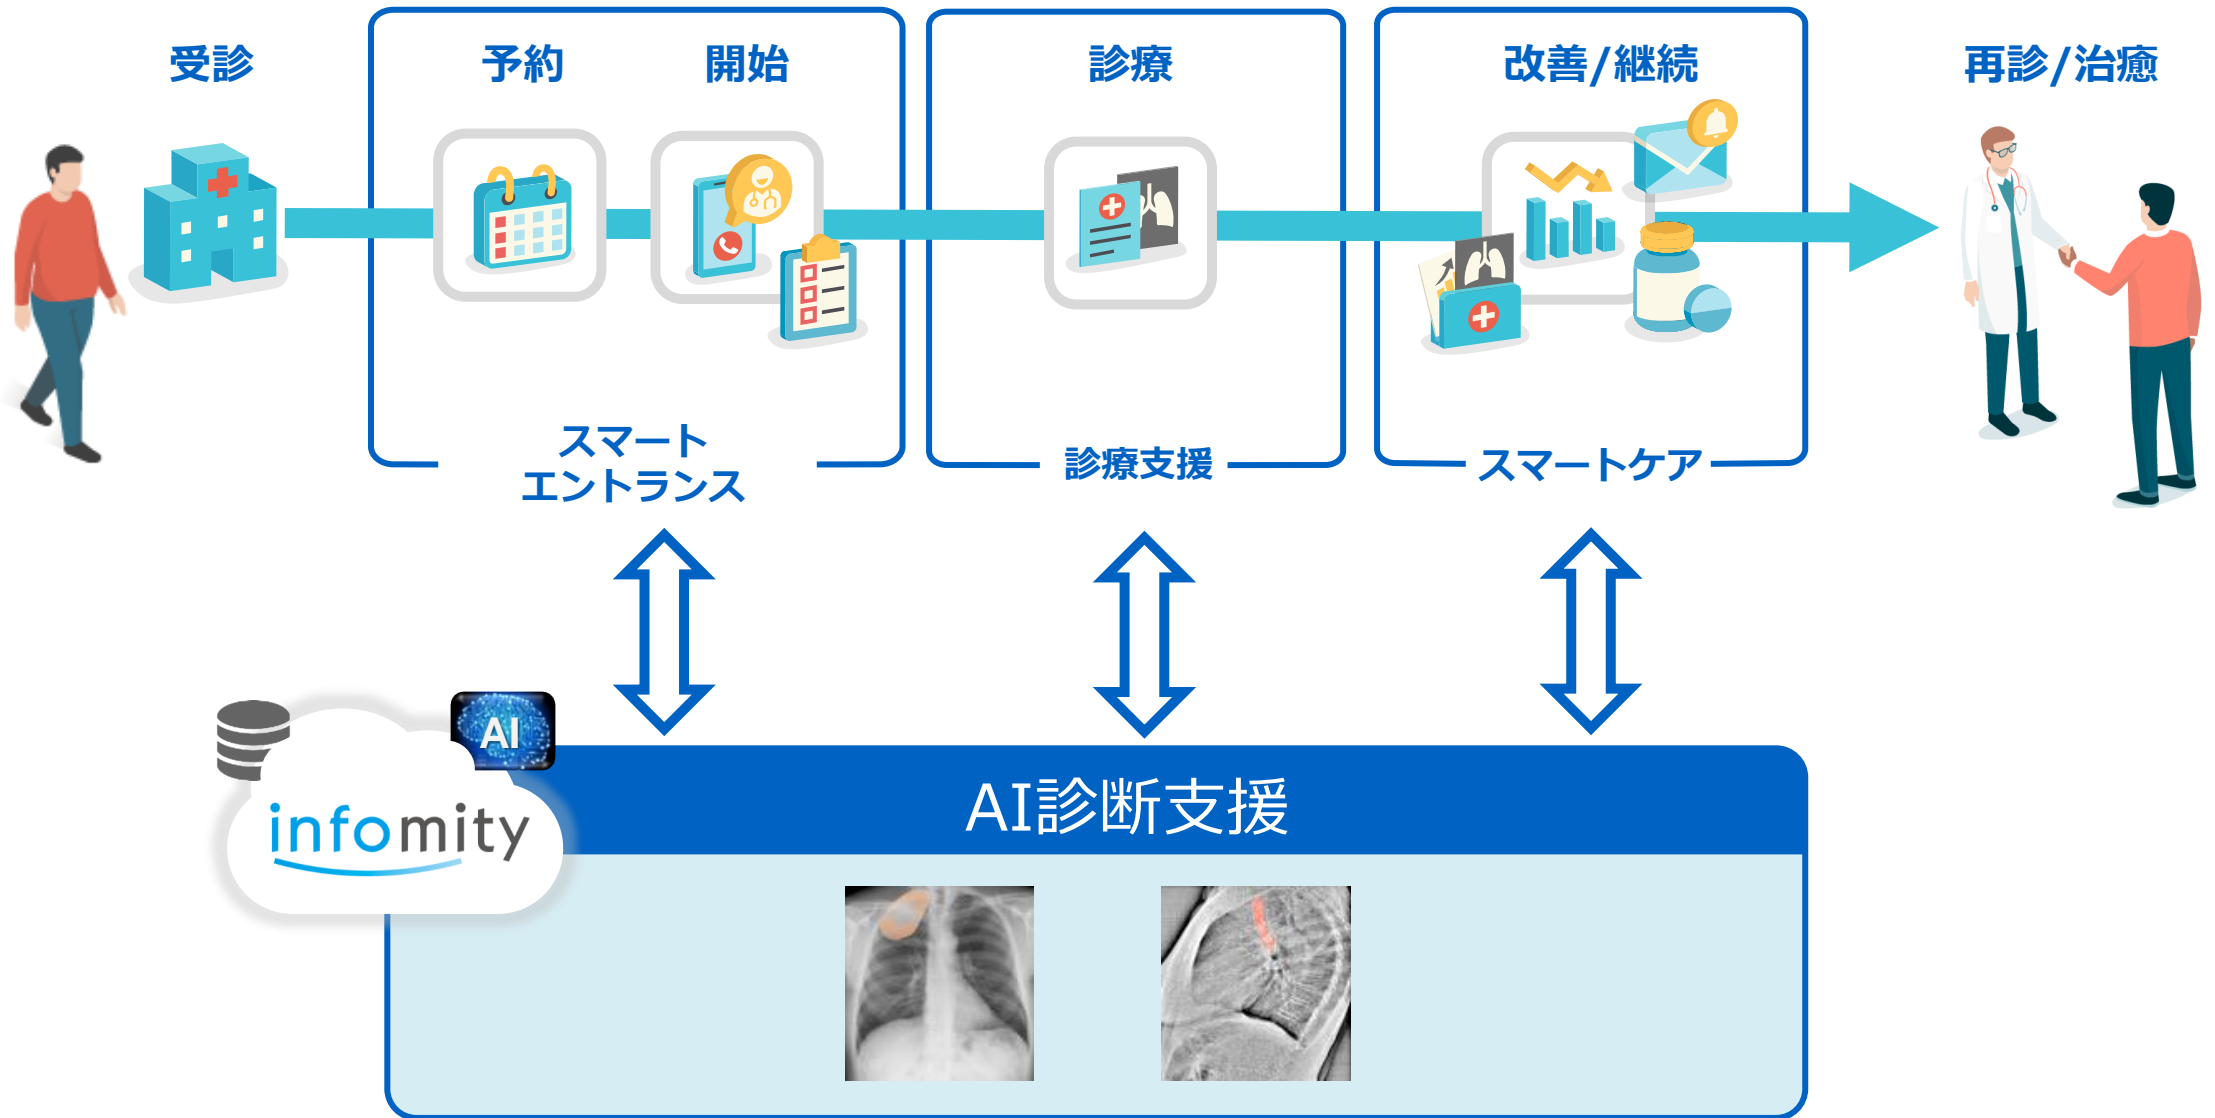 受診
予約
開始
診療
改善/継続
再診/治癒
スマート
エントランス
診療支援
スマートケア
AI
infomity
AI診断支援